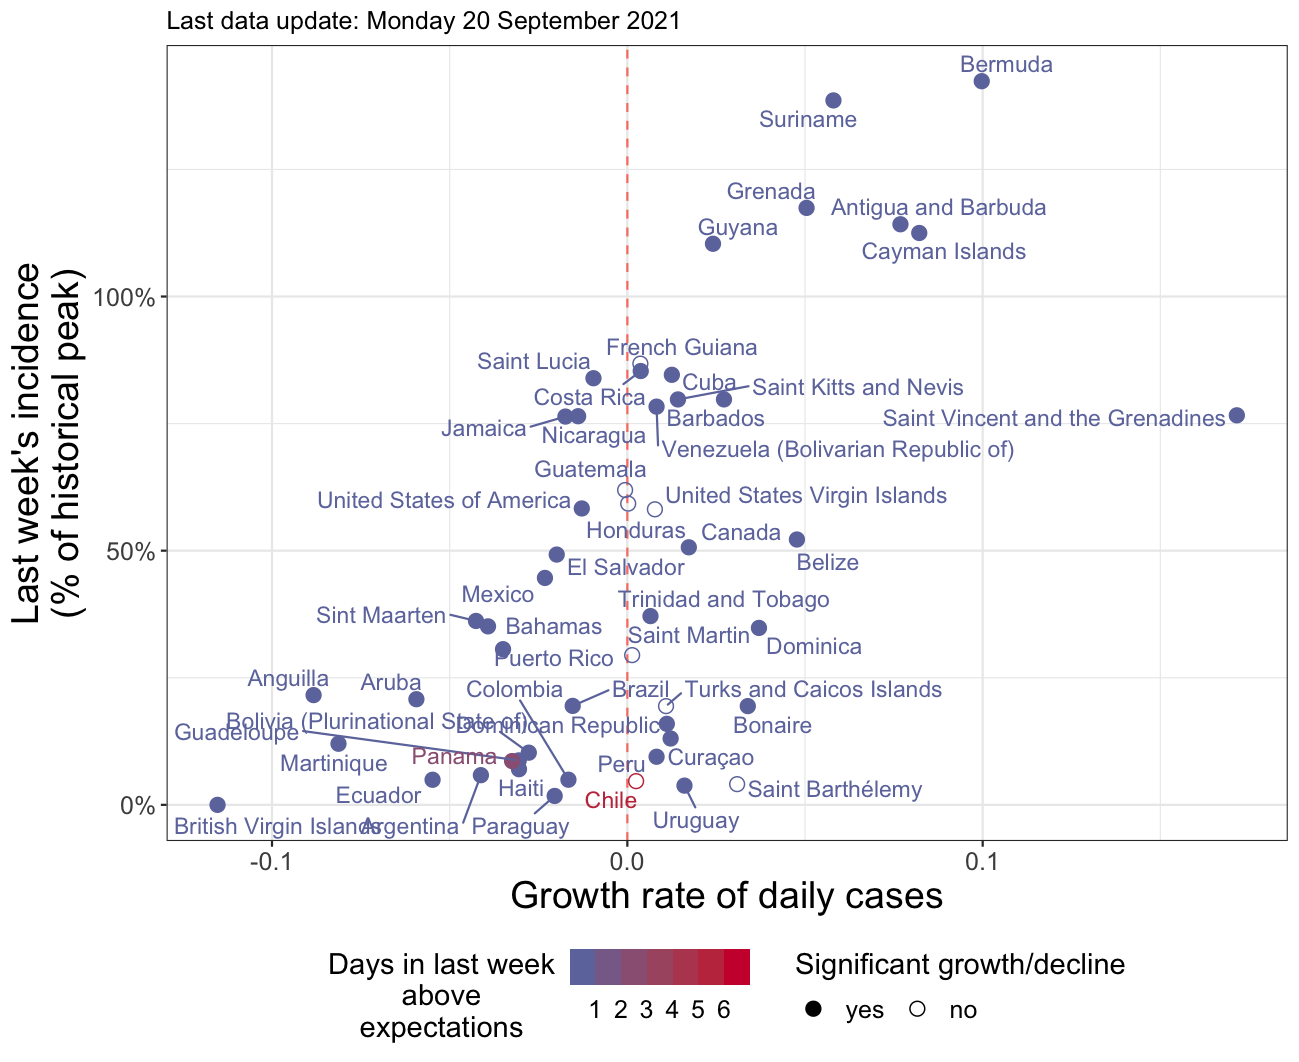 Last data update: Monday 20 September 2021
Bermuda
Suriname
Grenada
Antigua and Barbuda
Guyana
Cayman Islands
100%
French Guiana
Saint Lucia
Cuba
Saint Kitts and Nevis
Costa Rica
Barbados
Saint Vincent and the Grenadines
Jamaica
Nicaragua
Venezuela (Bolivarian Republic of)
Guatemala
United States of America
United States Virgin Islands
Honduras
Canada
50%
Belize
El Salvador
Mexico
Trinidad and Tobago
Sint Maarten
Bahamas
Saint Martin
Dominica
Puerto Rico
Anguilla
Aruba
Colombia
Brazil
Turks and Caicos Islands
Bolivia (Plurinational State of)
Dominican Republic
Bonaire
Guadeloupe
Martinique
Panama
Peru
Curaçao
Ecuador
Haiti
Chile
Saint Barthélemy
0%
British Virgin Islands
Argentina
Paraguay
Uruguay
Last week's incidence
(% of historical peak)
-0.1
0.0
0.1
Growth rate of daily cases
Days in last week
above
expectations
1 2 3 4 5 6
Significant growth/decline
yes
no